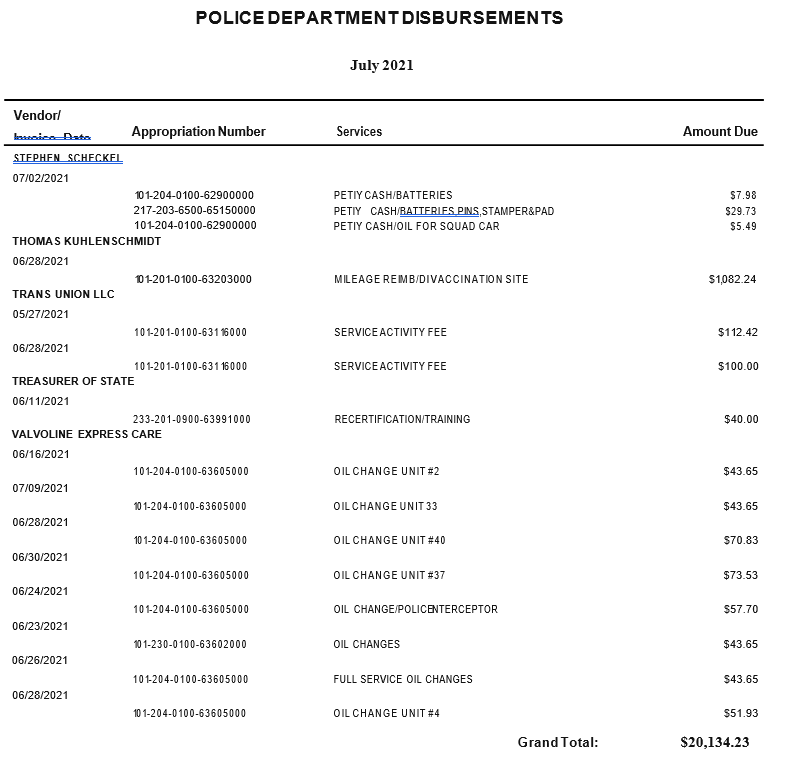 POLICE DEPARTMENT DISBURSEMENTS
July 2021
Vendor/
Invoice Date Appropriation Number Services Amount Due
STEPHEN SCHECKEL
07/02/2021
101-204-0100-62900000 PETIY CASH/BATTERIES $7.98
217-203-6500-65150000 PETIY CASH/BATTERIES,PINS,STAMPER&PAD $29.73
101-204-0100-62900000 PETIY CASH/OIL FOR SQUAD CAR $5.49
THOMAS KUHLENSCHMIDT
06/28/2021
101-201-0100-63203000 MILEAGE REIMB/DIVACCINATION SITE $1,082.24
TRANS UNION LLC
05/27/2021
101-201-0100-63116000 SERVICE ACTIVITY FEE $112.42
06/28/2021
101-201-0100-63116000 SERVICE ACTIVITY FEE $100.00
TREASURER OF STATE
06/11/2021
233-201-0900-63991000 RECERTIFICATION/TRAINING $40.00
VALVOLINE EXPRESS CARE
06/16/2021
101-204-0100-63605000 OIL CHANGE UNIT #2 $43.65
07/09/2021
101-204-0100-63605000 OIL CHANGE UNIT 33 $43.65
06/28/2021
101-204-0100-63605000 OIL CHANGE UNIT #40 $70.83
06/30/2021
101-204-0100-63605000 OIL CHANGE UNIT #37 $73.53
06/24/2021
101-204-0100-63605000 OIL CHANGE/POLICENTERCEPTOR $57.70
06/23/2021
101-230-0100-63602000 OIL CHANGES $43.65
06/26/2021
101-204-0100-63605000 FULL SERVICE OIL CHANGES $43.65
06/28/2021
101-204-0100-63605000 OIL CHANGE UNIT #4 $51.93
Grand Total: $20,134.23